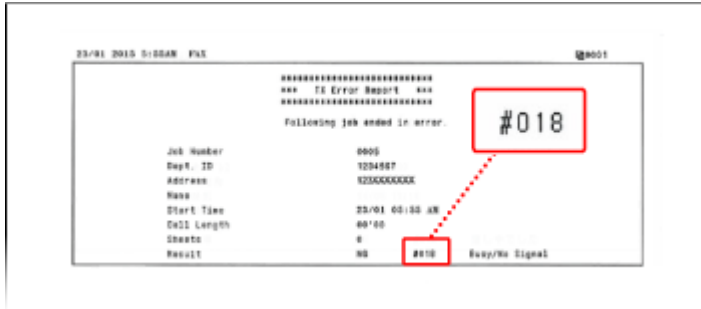 23/01 2015 5:55AM FAX 0001
****************************
*** TX Error Report ***
****************************
Following job ended in error.
#018
Job Number 0005
Dept. ID 1234567
Address 123XXXXXXX
Name
Start Time 23/01 05:55 AM
Call Length 00'00
Sheets 0
Result NG #018 Busy/No Signal